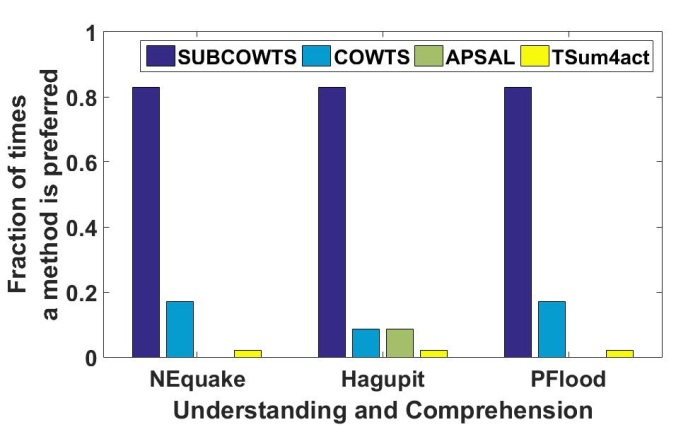 SUBCOWTS COWTS APSAL TSum4act
Fraction of times
a method is preferred
1
0.8
0.6
0.4
0.2
0
NEquake Hagupit PFlood
Understanding and Comprehension